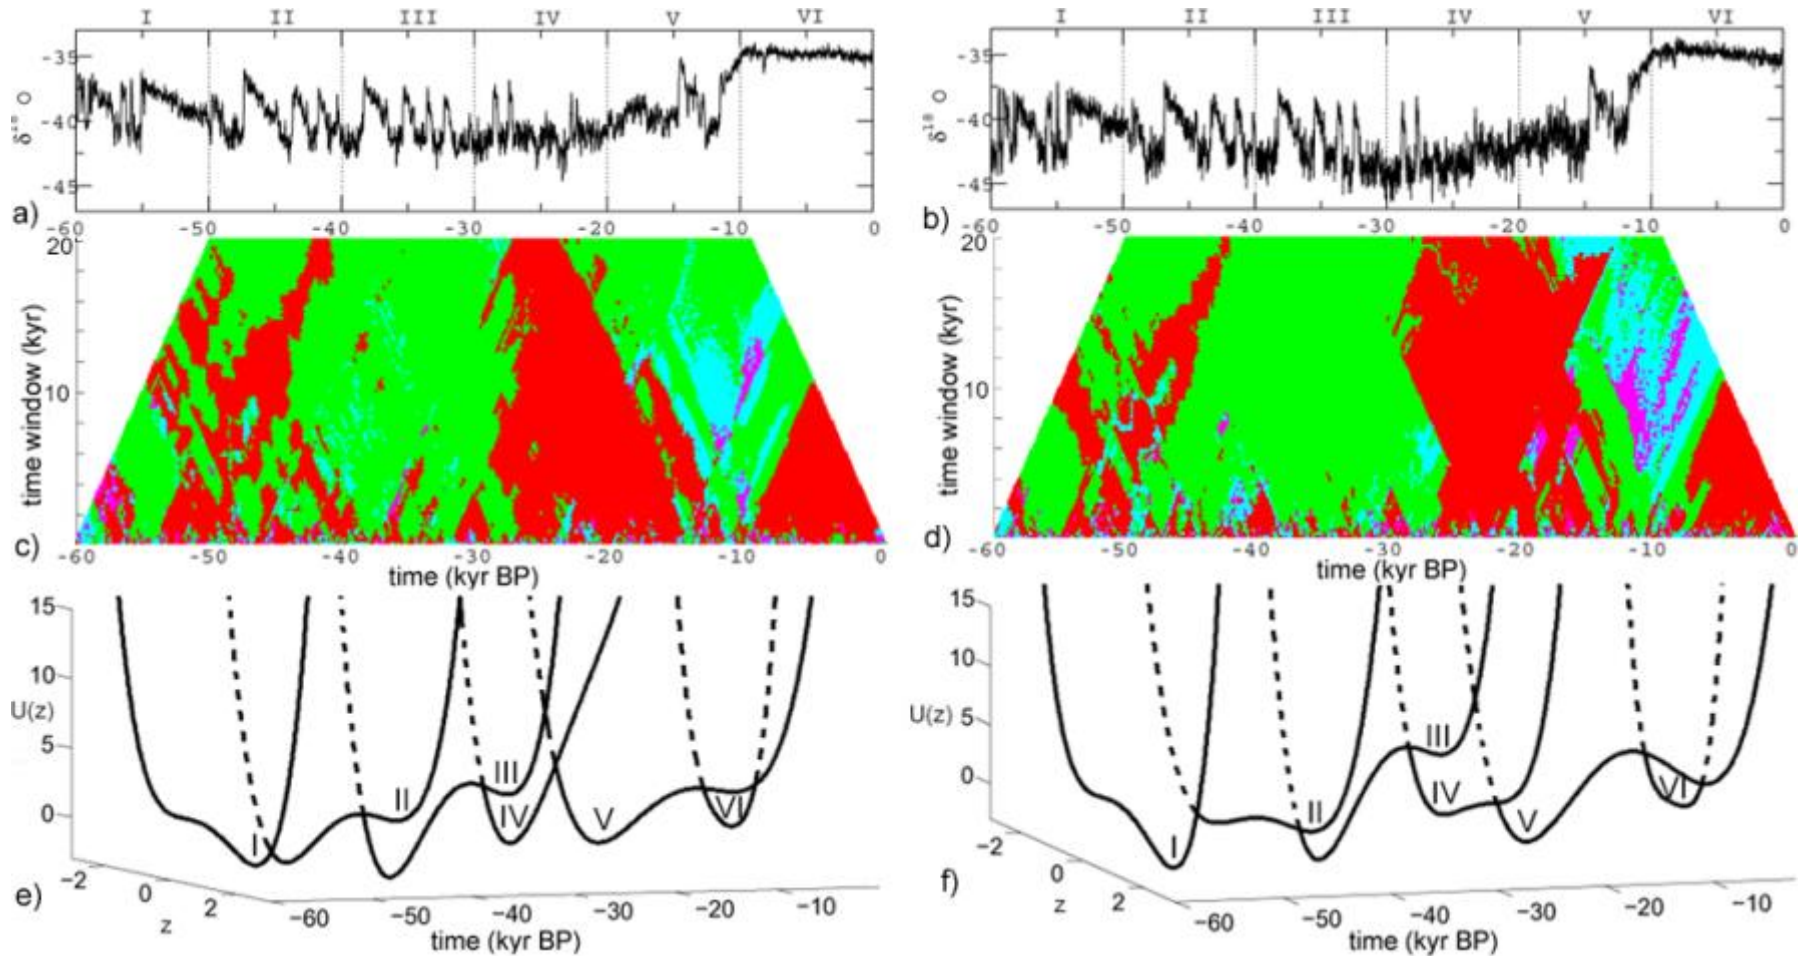 I II III IV V VI
I II III IV V VI
-35
-40
-45
δ¹⁸ O
a)
-60 -50 -40 -30 -20 -10 0
-35
-40
-45
δ¹⁸ O
b)
-60 -50 -40 -30 -20 -10 0
20
10
time window (kyr)
c)
-60 -50 -40 -30 -20 -10 0
time (kyr BP)
20
10
time window (kyr)
d)
-60 -50 -40 -30 -20 -10 0
time (kyr BP)
15
10
U(z)
5
0
I II III IV V VI
−2 0 2
z
e)
−60 −50 −40 −30 −20 −10
time (kyr BP)
15
10
U(z)
5
0
I II III IV V VI
−2 0 2
z
f)
−60 −50 −40 −30 −20 −10
time (kyr BP)